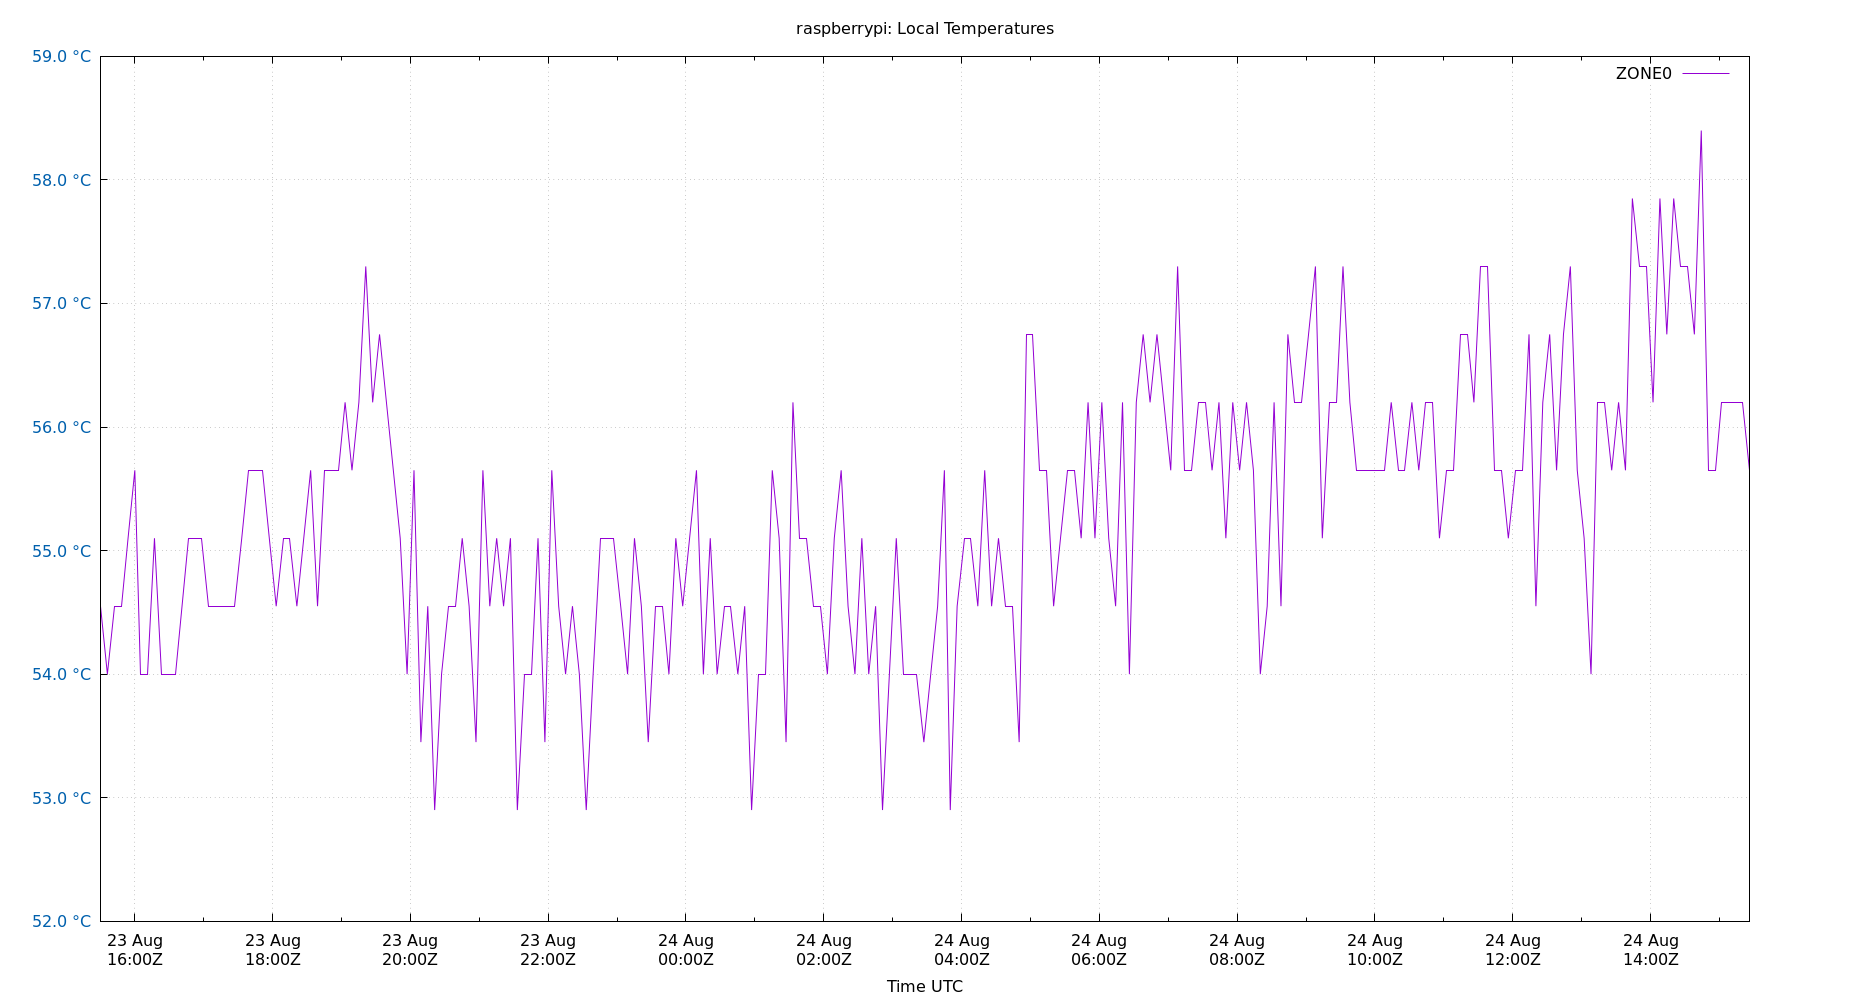 raspberrypi: Local Temperatures
59.0 °C
58.0 °C
57.0 °C
56.0 °C
55.0 °C
54.0 °C
53.0 °C
52.0 °C
ZONE0
23 Aug 23 Aug 23 Aug 23 Aug 24 Aug 24 Aug 24 Aug 24 Aug 24 Aug 24 Aug 24 Aug 24 Aug
16:00Z 18:00Z 20:00Z 22:00Z 00:00Z 02:00Z 04:00Z 06:00Z 08:00Z 10:00Z 12:00Z 14:00Z
Time UTC